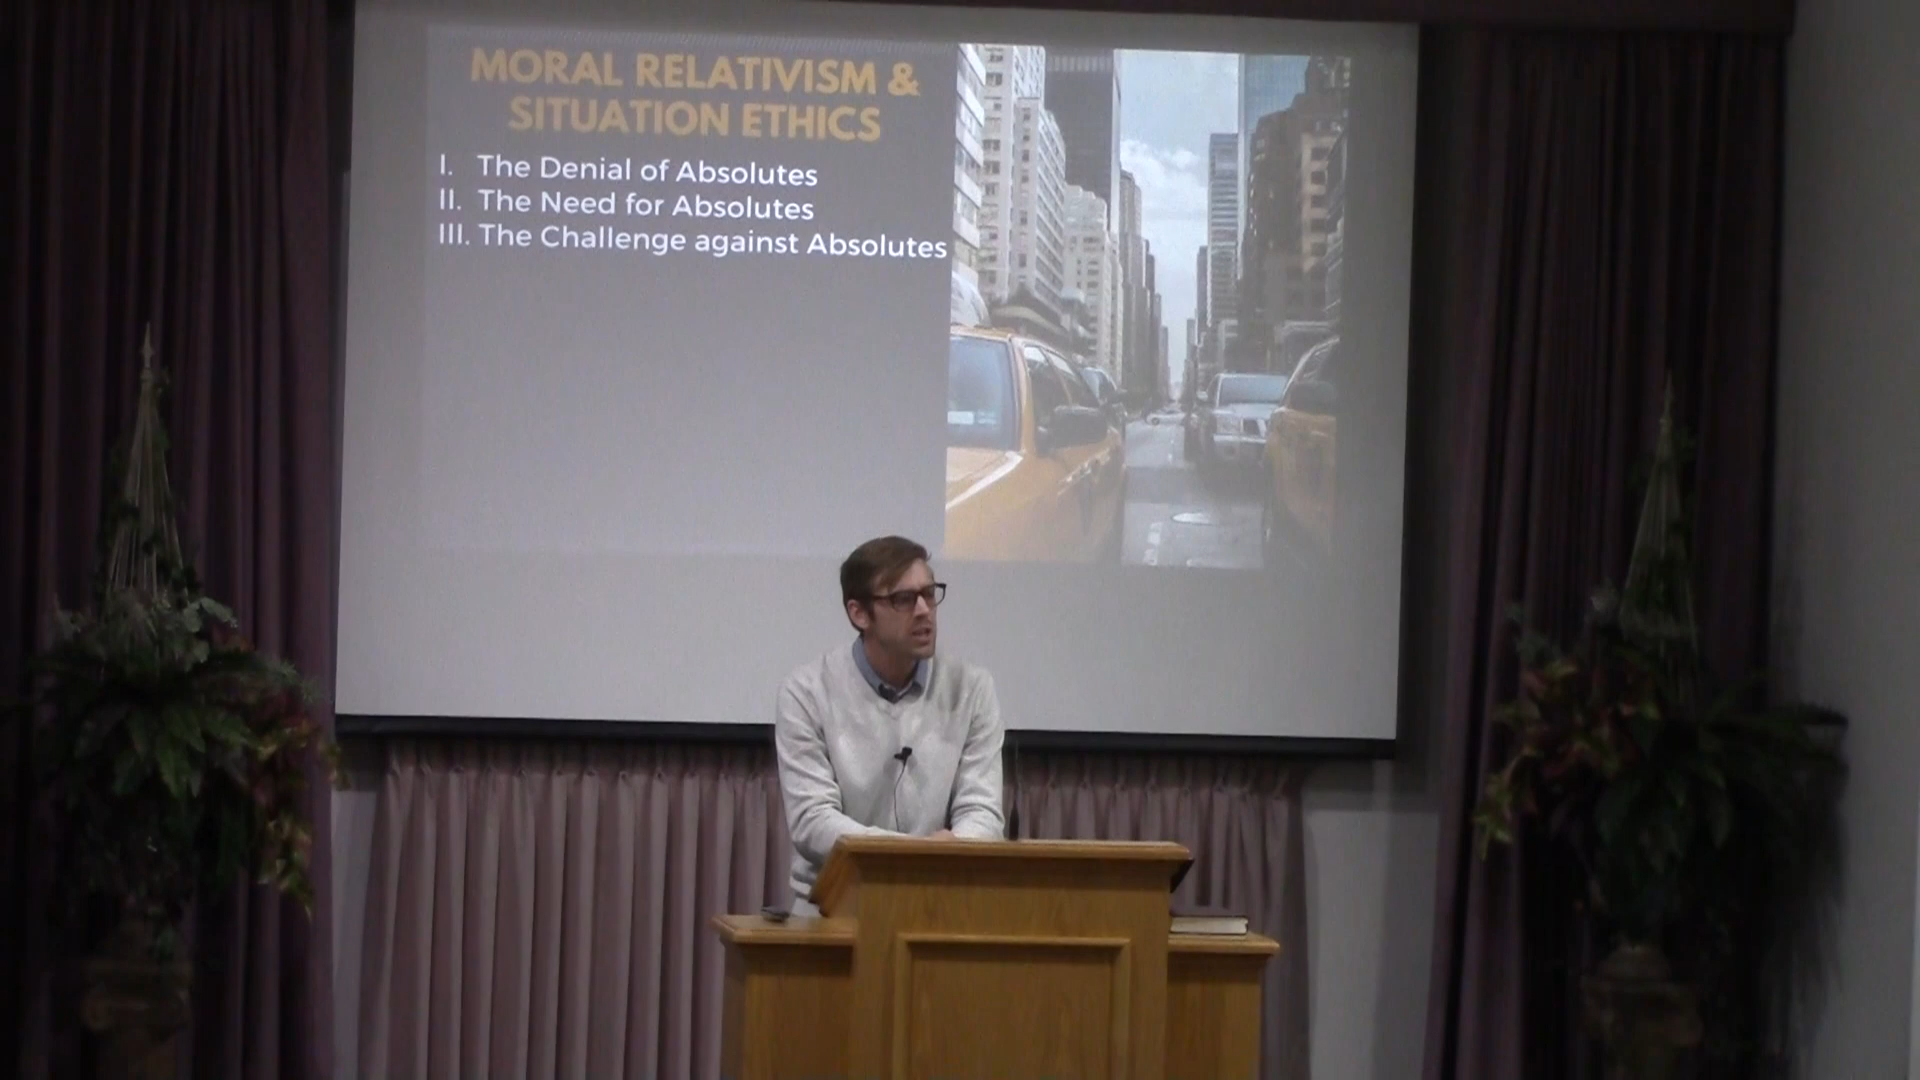 MORAL RELATIVISM &
SITUATION ETHICS
I. The Denial of Absolutes
II. The Need for Absolutes
III. The Challenge against Absolutes